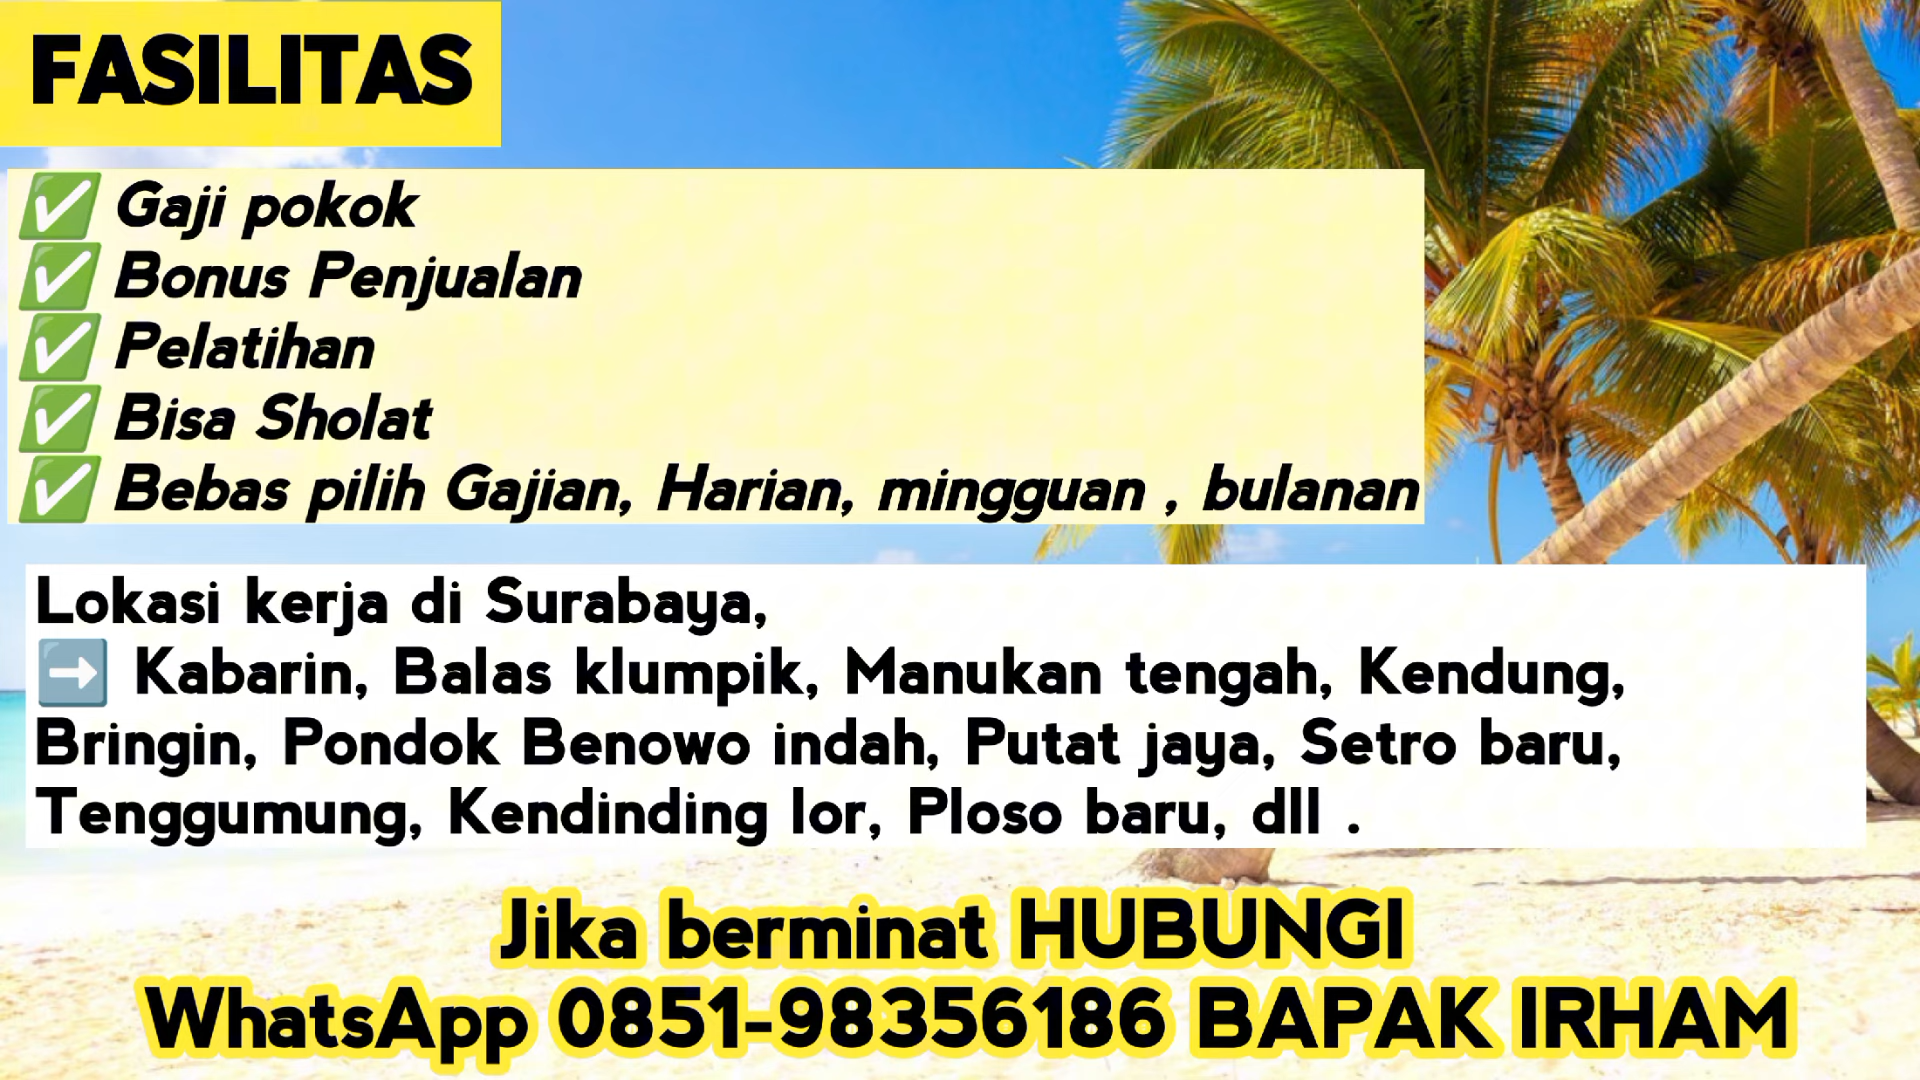 FASILITAS
✅ Gaji pokok
✅ Bonus Penjualan
✅ Pelatihan
✅ Bisa Sholat
✅ Bebas pilih Gajian, Harian, mingguan , bulanan
Lokasi kerja di Surabaya,
➡️ Kabarin, Balas klumpik, Manukan tengah, Kendung,
Bringin, Pondok Benowo indah, Putat jaya, Setro baru,
Tenggumung, Kendinding lor, Ploso baru, dll .
Jika berminat HUBUNGI
WhatsApp 0851-98356186 BAPAK IRHAM